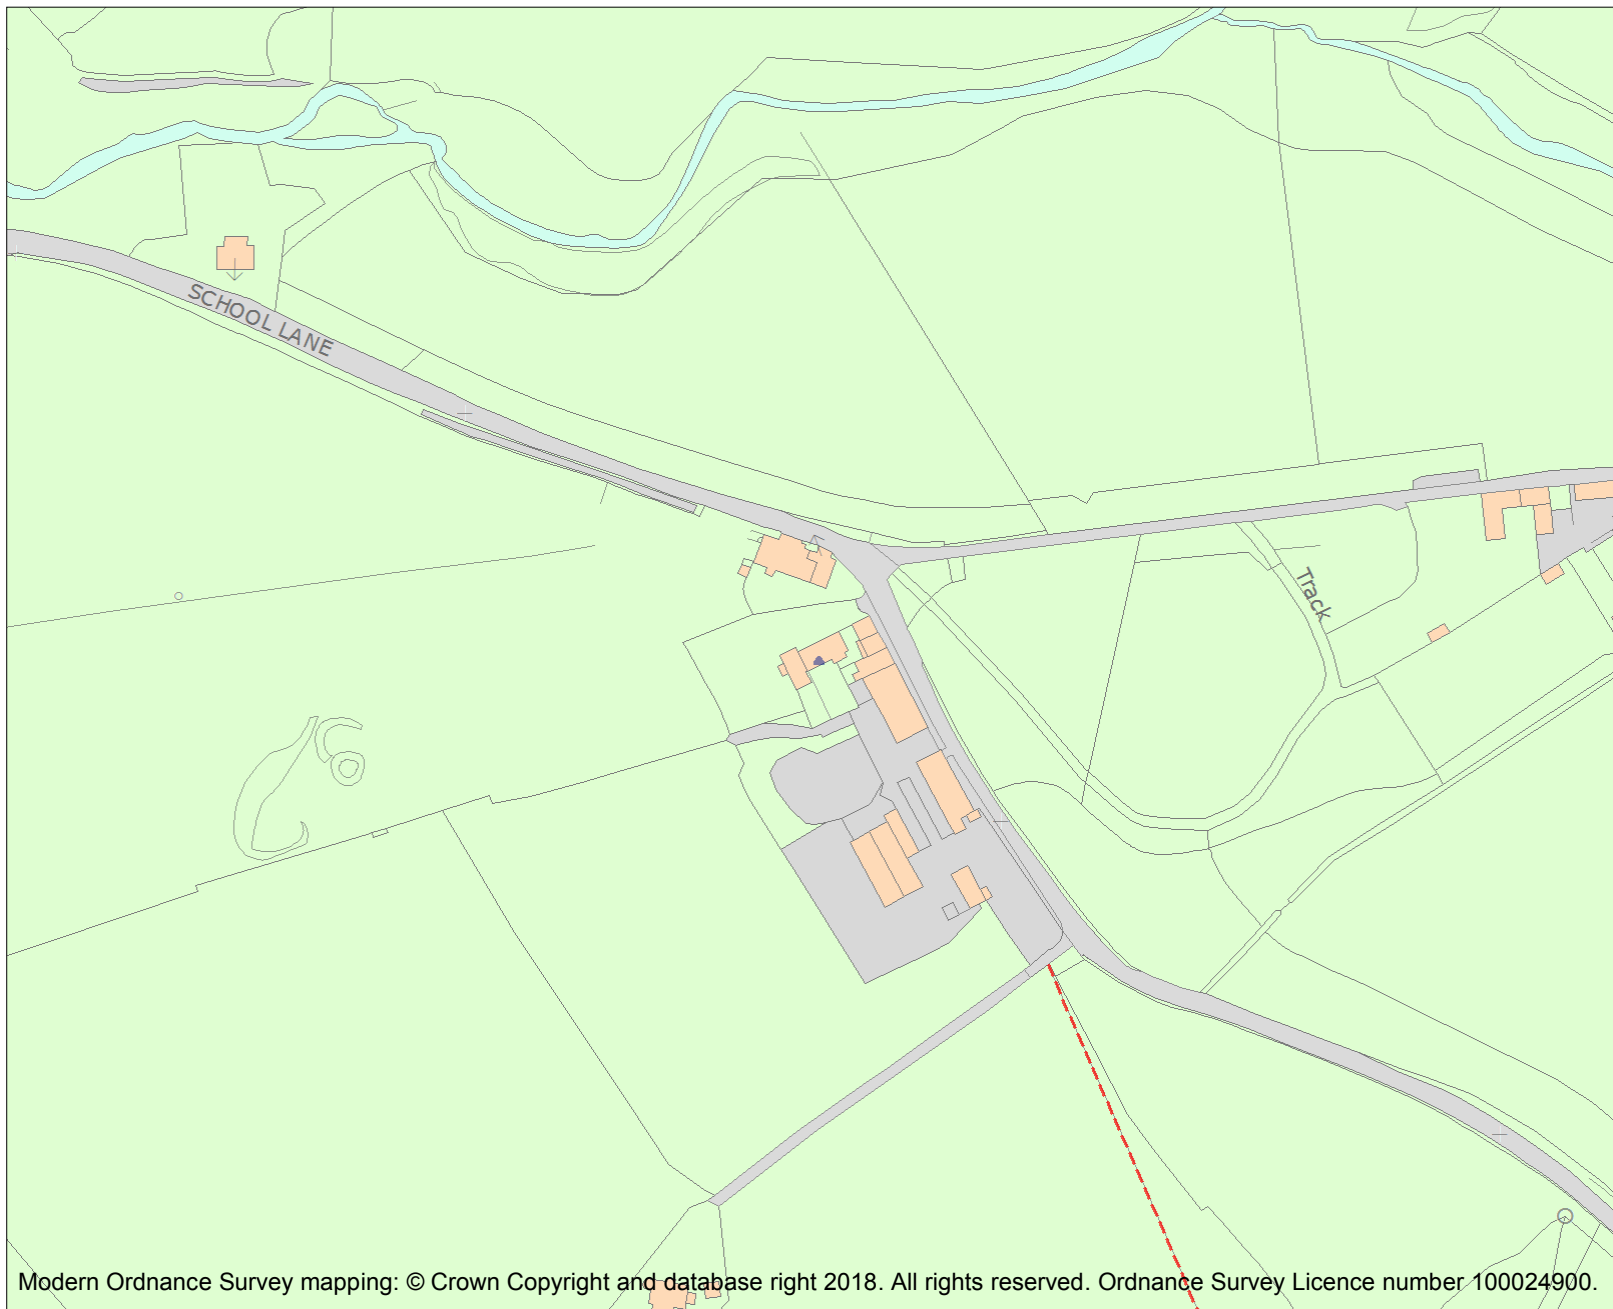 SCHOOL LANE
Track
Modern Ordnance Survey mapping: © Crown Copyright and database right 2018. All rights reserved. Ordnance Survey Licence number 100024900.